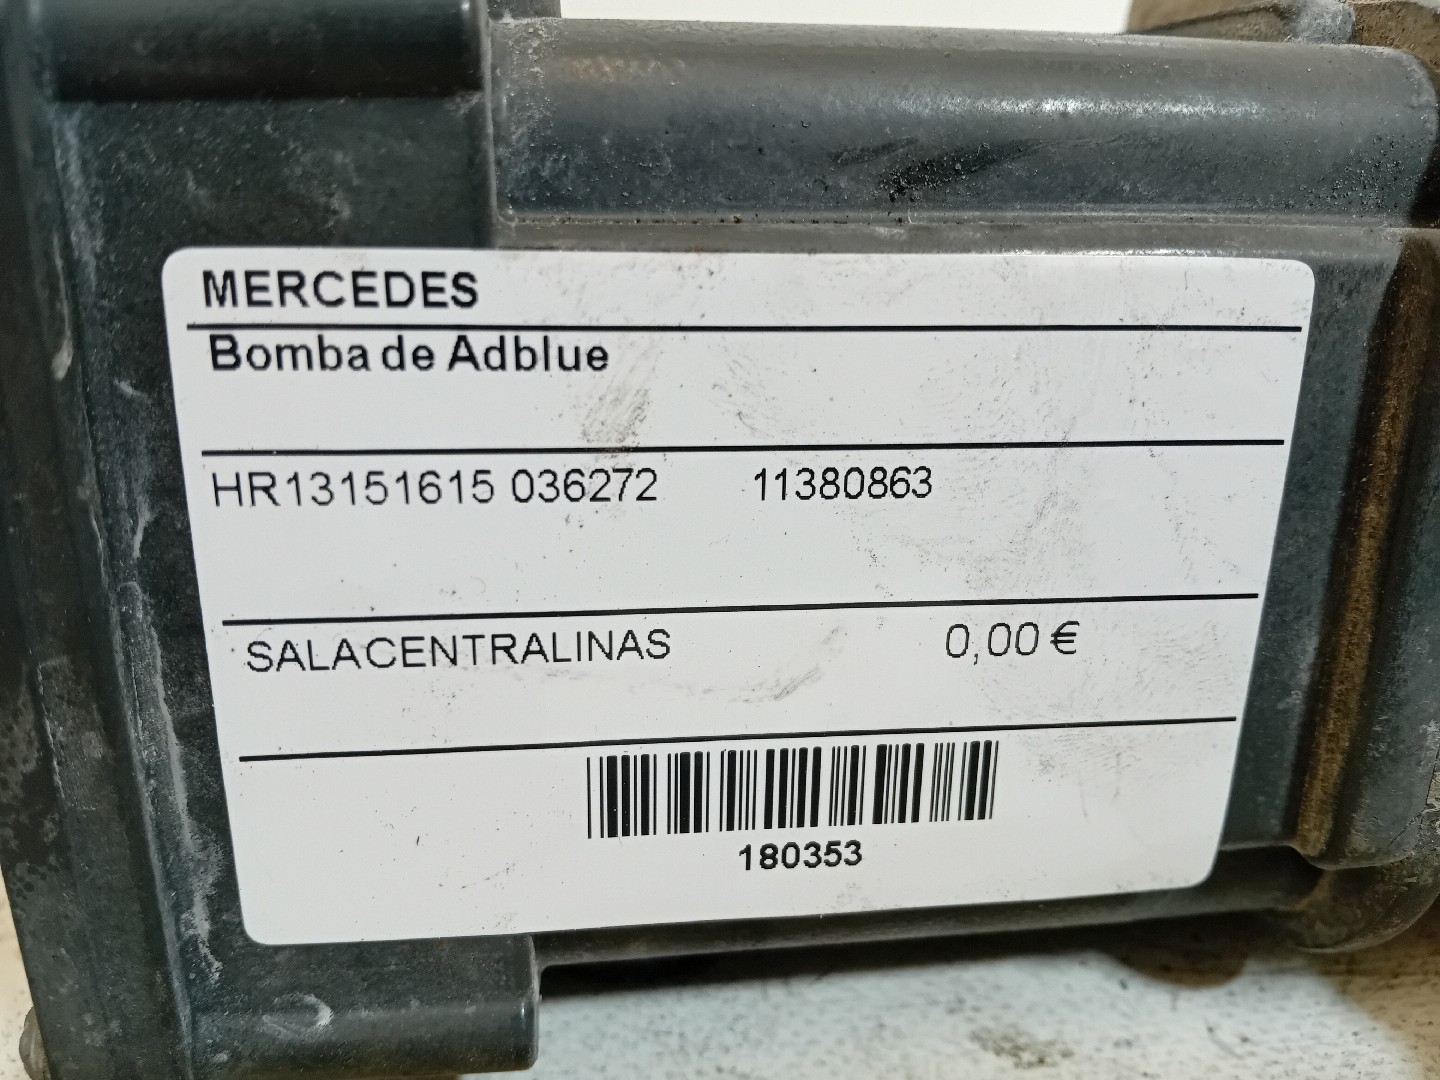 MERCEDES
Bomba de Adblue
HR13151615 036272 11380863
SALACENTRALINAS 0,00 €
180353